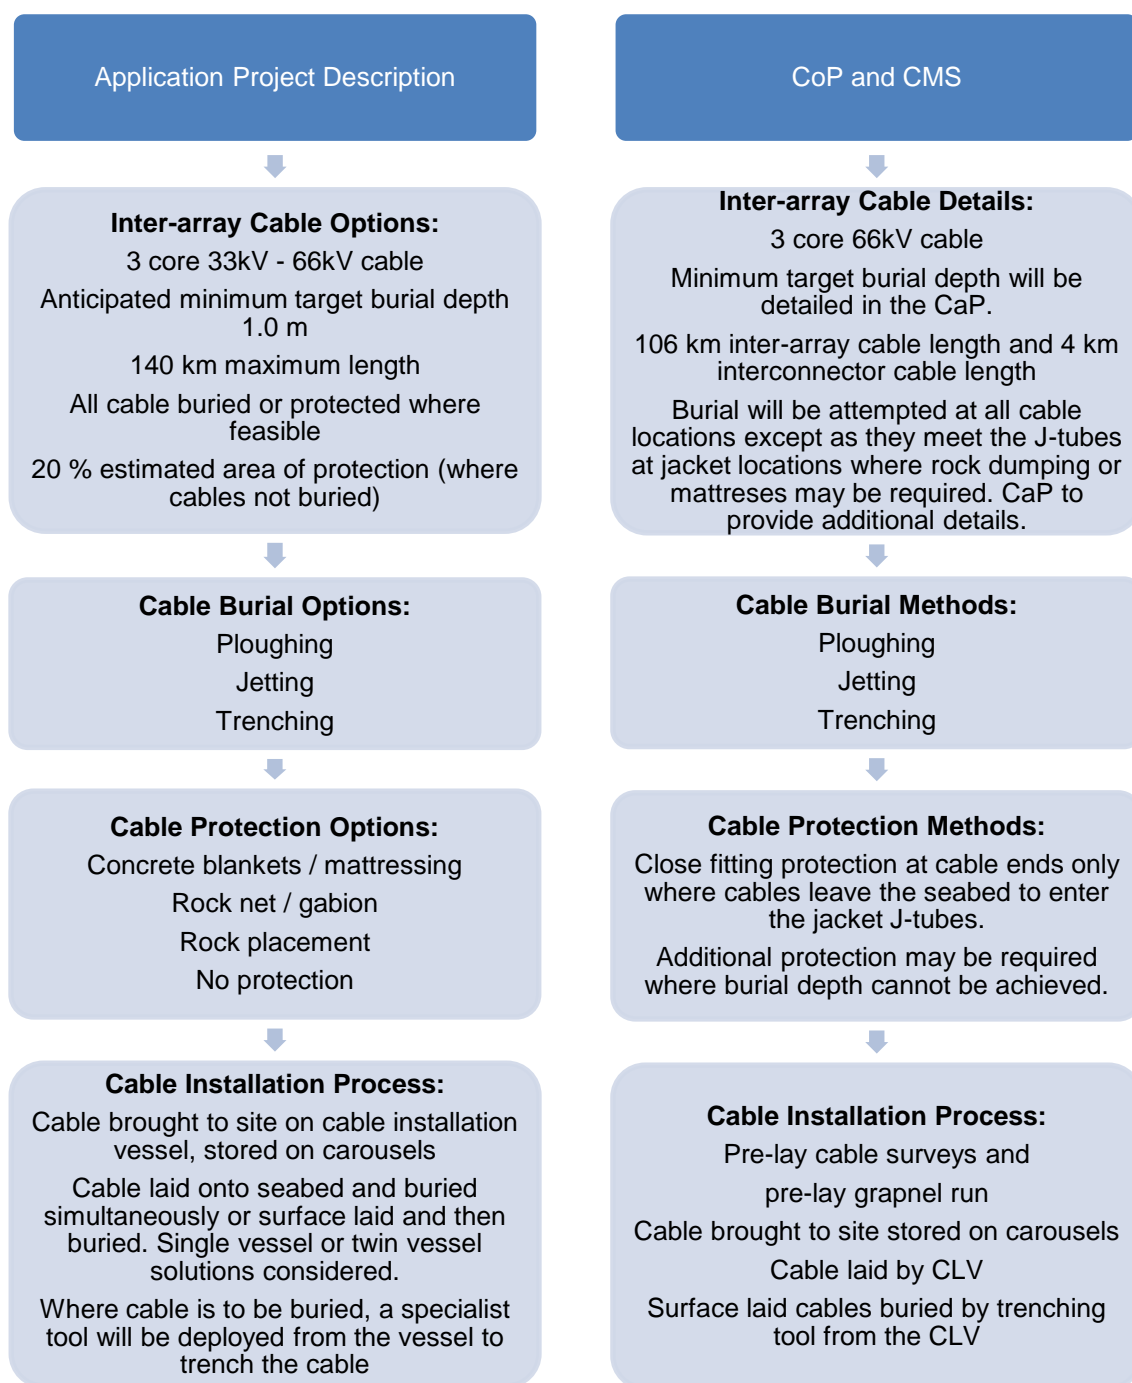 Application Project Description
Inter-array Cable Options:
3 core 33kV - 66kV cable
Anticipated minimum target burial depth
1.0 m
140 km maximum length
All cable buried or protected where
feasible
20 % estimated area of protection (where
cables not buried)
Cable Burial Options:
Ploughing
Jetting
Trenching
Cable Protection Options:
Concrete blankets / mattressing
Rock net / gabion
Rock placement
No protection
Cable Installation Process:
Cable brought to site on cable installation
vessel, stored on carousels
Cable laid onto seabed and buried
simultaneously or surface laid and then
buried. Single vessel or twin vessel
solutions considered.
Where cable is to be buried, a specialist
tool will be deployed from the vessel to
trench the cable
CoP and CMS
Inter-array Cable Details:
3 core 66kV cable
Minimum target burial depth will be
detailed in the CaP.
106 km inter-array cable length and 4 km
interconnector cable length
Burial will be attempted at all cable
locations except as they meet the J-tubes
at jacket locations where rock dumping or
mattreses may be required. CaP to
provide additional details.
Cable Burial Methods:
Ploughing
Jetting
Trenching
Cable Protection Methods:
Close fitting protection at cable ends only
where cables leave the seabed to enter
the jacket J-tubes.
Additional protection may be required
where burial depth cannot be achieved.
Cable Installation Process:
Pre-lay cable surveys and
pre-lay grapnel run
Cable brought to site stored on carousels
Cable laid by CLV
Surface laid cables buried by trenching
tool from the CLV